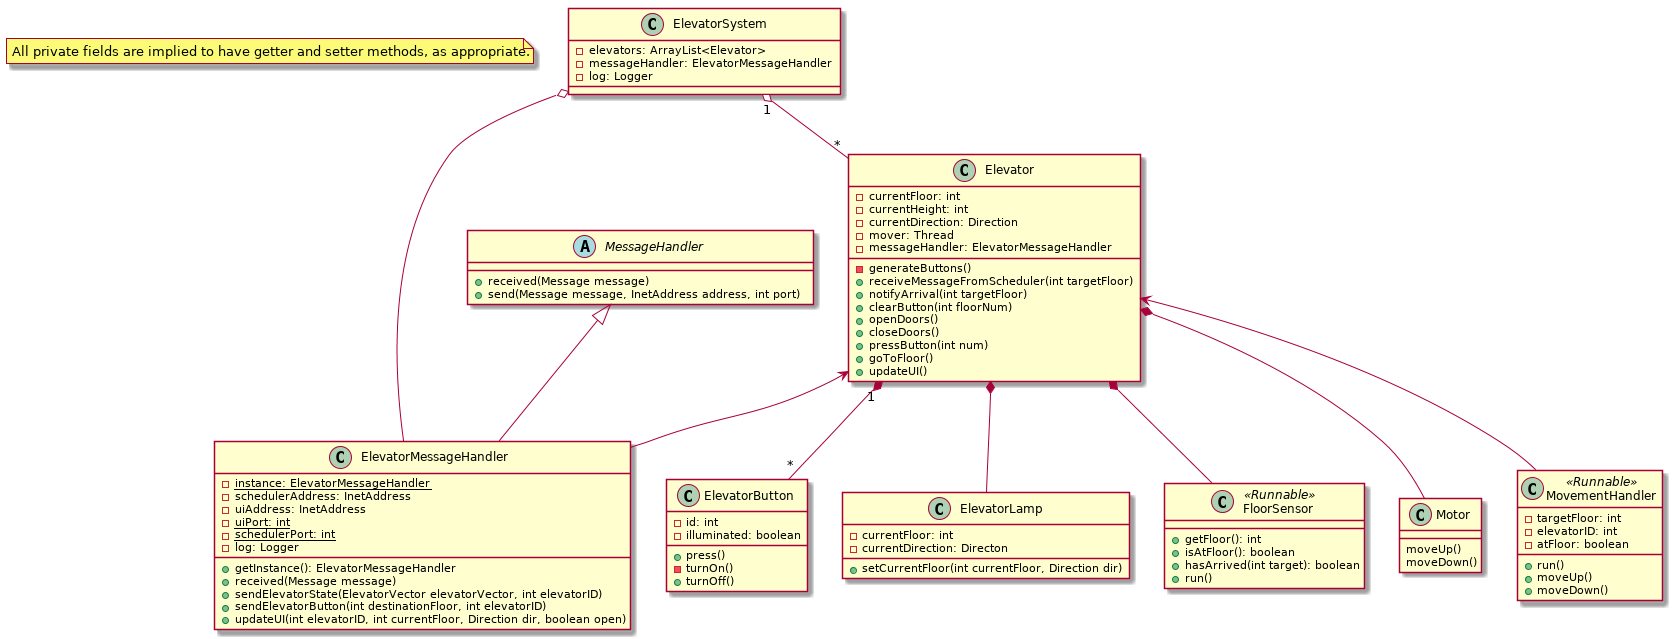 C ElevatorSystem
elevators: ArrayList<Elevator>
messageHandler: ElevatorMessageHandler
log: Logger
All private fields are implied to have getter and setter methods, as appropriate.
1
*
C Elevator
currentFloor: int
currentHeight: int
currentDirection: Direction
mover: Thread
messageHandler: ElevatorMessageHandler
generateButtons()
receiveMessageFromScheduler(int targetFloor)
notifyArrival(int targetFloor)
clearButton(int floorNum)
openDoors()
closeDoors()
pressButton(int num)
goToFloor()
updateUI()
A MessageHandler
received(Message message)
send(Message message, InetAddress address, int port)
1
*
C ElevatorMessageHandler
instance: ElevatorMessageHandler
schedulerAddress: InetAddress
uiAddress: InetAddress
uiPort: int
schedulerPort: int
log: Logger
getInstance(): ElevatorMessageHandler
received(Message message)
sendElevatorState(ElevatorVector elevatorVector, int elevatorID)
sendElevatorButton(int destinationFloor, int elevatorID)
updateUI(int elevatorID, int currentFloor, Direction dir, boolean open)
C ElevatorButton
id: int
illuminated: boolean
press()
turnOn()
turnOff()
C ElevatorLamp
currentFloor: int
currentDirection: Directon
setCurrentFloor(int currentFloor, Direction dir)
«Runnable»
C FloorSensor
getFloor(): int
isAtFloor(): boolean
hasArrived(int target): boolean
run()
C Motor
moveUp()
moveDown()
«Runnable»
C MovementHandler
targetFloor: int
elevatorID: int
atFloor: boolean
run()
moveUp()
moveDown()